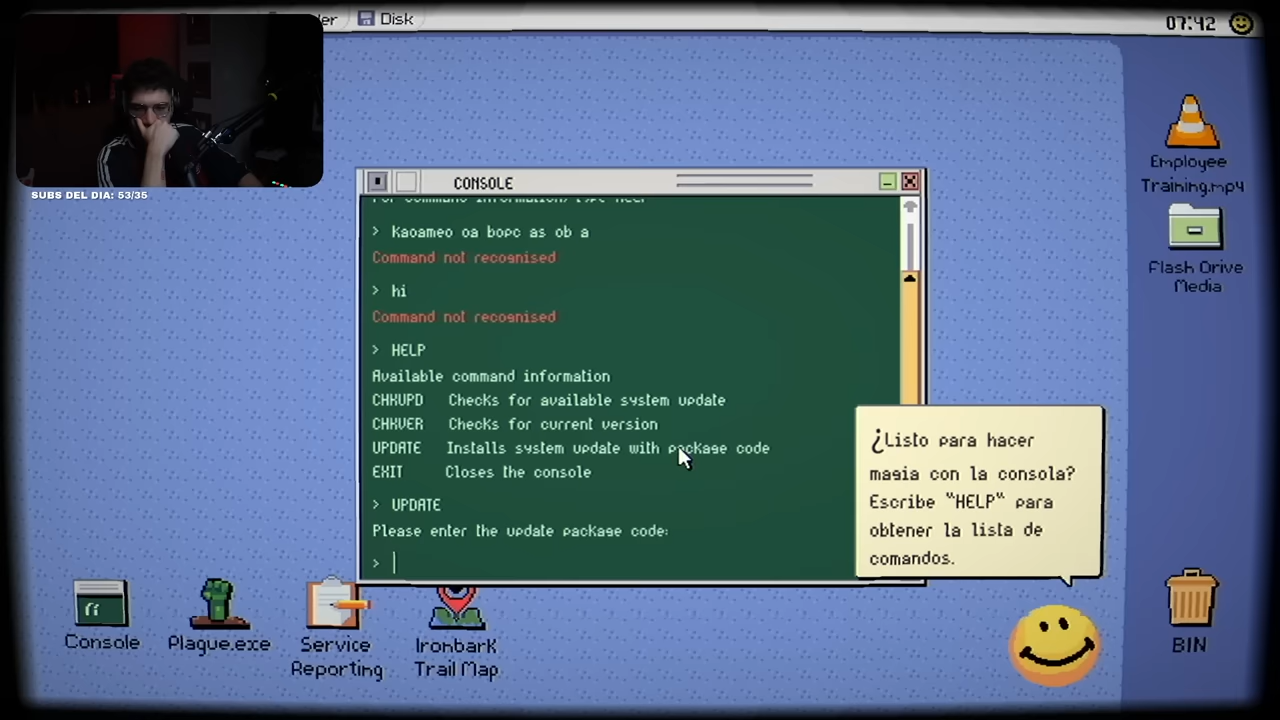 Disk
07:42
SUBS DEL DIA: 53/35
Employee
Training.mp4
Flash Drive
Media
CONSOLE
> Kaoameo oa bopc as ob a
Command not recognised
> hi
Command not recognised
> HELP
Available command information
CHKUPD Checks for available system update
CHKVER Checks for current version
UPDATE Installs system update with package code
EXIT Closes the console
> UPDATE
Please enter the update package code:
>
¿Listo para hacer
magia con la consola?
Escribe "HELP" para
obtener la lista de
comandos.
Console
Plague.exe
Service
Reporting
Ironbark
Trail Map
BIN